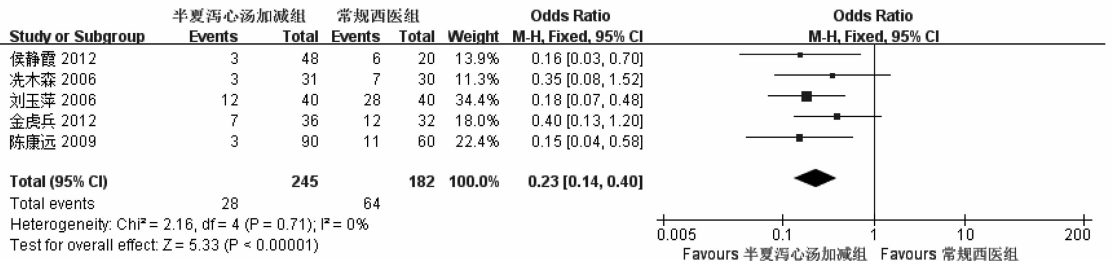 半夏泻心汤加减组 常规西医组 Odds Ratio Odds Ratio
Study or Subgroup Events Total Events Total Weight M-H, Fixed, 95% CI M-H, Fixed, 95% CI
侯静霞 2012 3 48 6 20 13.9% 0.16 [0.03, 0.70]
冼木森 2006 3 31 7 30 11.3% 0.35 [0.08, 1.52]
刘玉萍 2006 12 40 28 40 34.4% 0.18 [0.07, 0.48]
金虎兵 2012 7 36 12 32 18.0% 0.40 [0.13, 1.20]
陈康远 2009 3 90 11 60 22.4% 0.15 [0.04, 0.58]
Total (95% CI) 245 182 100.0% 0.23 [0.14, 0.40]
Total events 28 64
Heterogeneity: Chi² = 2.16, df = 4 (P = 0.71); I² = 0%
Test for overall effect: Z = 5.33 (P < 0.00001)
0.005 0.1 1 10 200
Favours 半夏泻心汤加减组 Favours 常规西医组